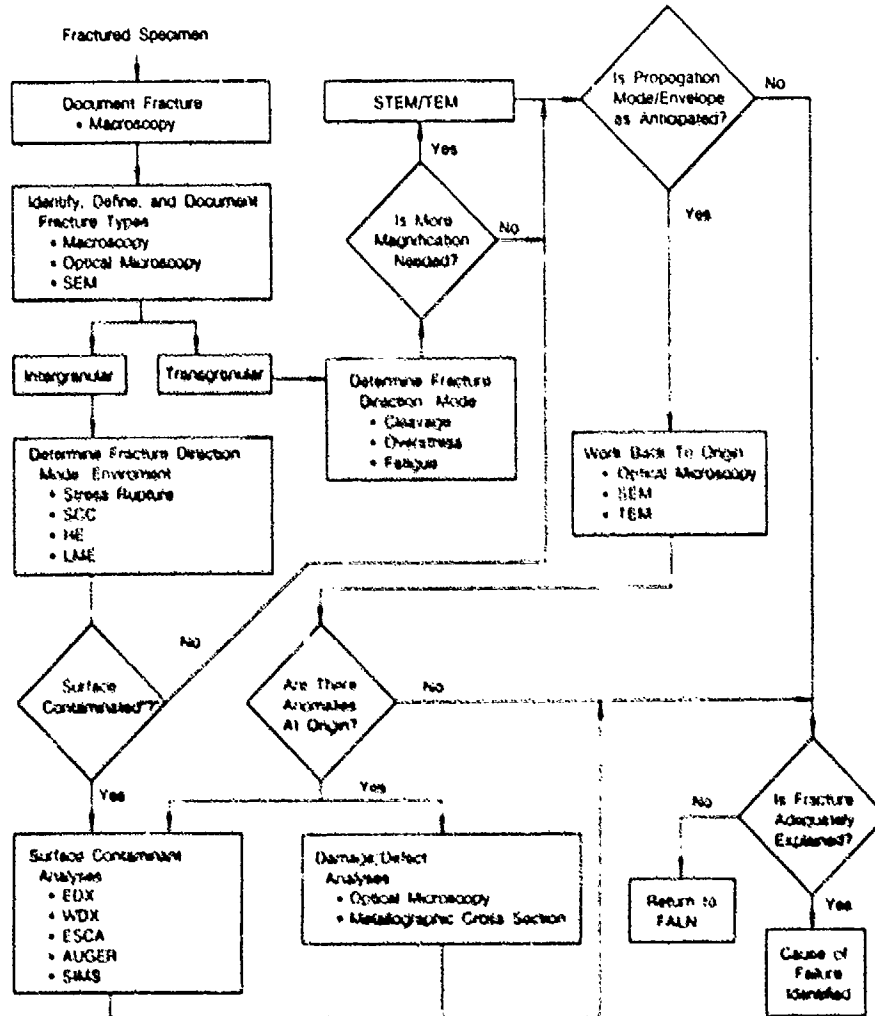 Fractured Specimen
Document Fracture
• Macroscopy
Identify, Define, and Document
Fracture Types
• Macroscopy
• Optical Microscopy
• SEM
Intergranular
Transgranular
Determine Fracture Direction
Mode Enviroment
• Stress Rupture
• SCC
• HE
• LME
Surface
Contaminated?
No
Yes
Surface Contaminant
Analyses
• EDX
• WDX
• ESCA
• AUGER
• SIMS
STEM/TEM
Yes
Is More
Magnification
Needed?
No
Determine Fracture
Direction Mode
• Cleavage
• Overstress
• Fatigue
Is Propogation
Mode/Envelope
as Anticipated?
No
Yes
Work Back To Origin
• Optical Microscopy
• SEM
• TEM
Are There
Anomalies
At Origin?
No
Yes
Damage/Defect
Analyses
• Optical Microscopy
• Metallographic Cross Section
Is Fracture
Adequately
Explained?
No
Return to
FALN
Yes
Cause of
Failure
Identified